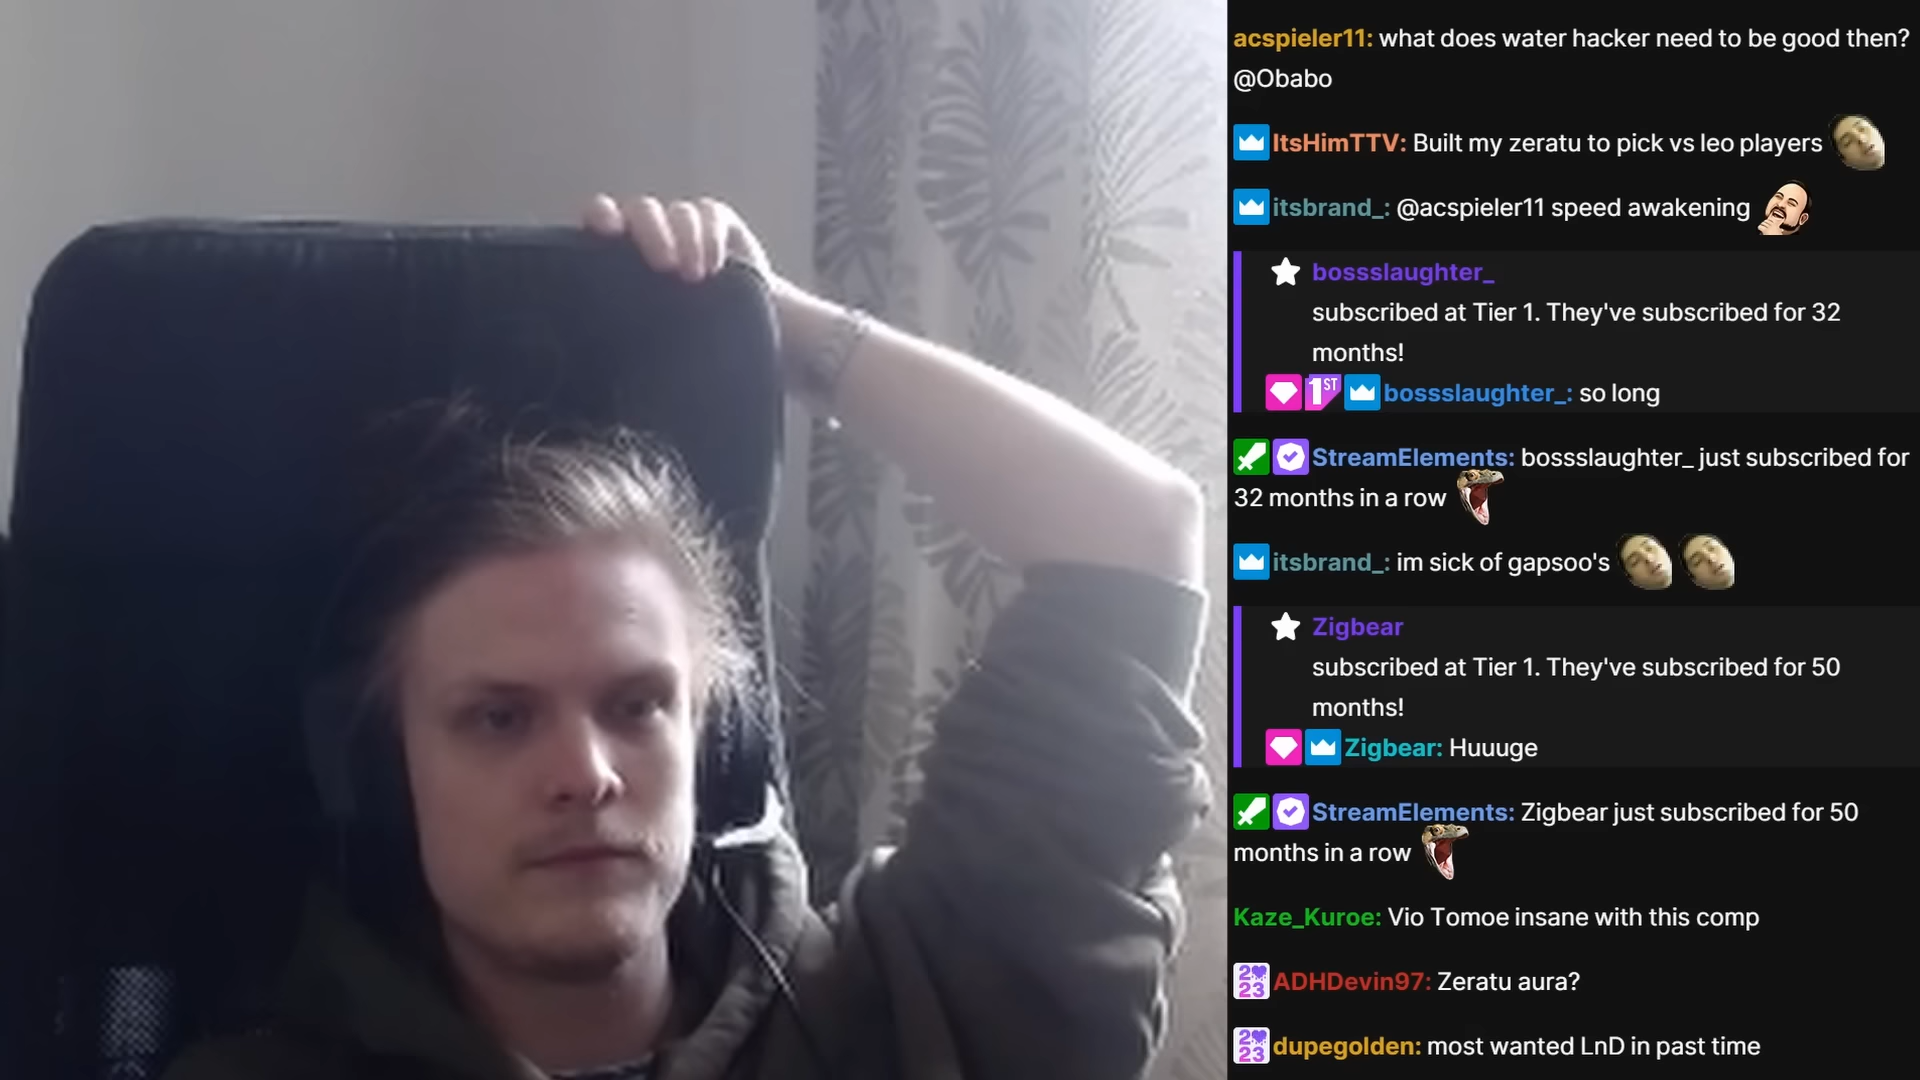 acspieler11: what does water hacker need to be good then?
@Obabo
ItsHimTTV: Built my zeratu to pick vs leo players
itsbrand_: @acspieler11 speed awakening
bossslaughter_
subscribed at Tier 1. They've subscribed for 32
months!
1ST bossslaughter_: so long
StreamElements: bossslaughter_ just subscribed for
32 months in a row
itsbrand_: im sick of gapsoo's
Zigbear
subscribed at Tier 1. They've subscribed for 50
months!
Zigbear: Huuuge
StreamElements: Zigbear just subscribed for 50
months in a row
Kaze_Kuroe: Vio Tomoe insane with this comp
2 23 ADHDevin97: Zeratu aura?
2 23 dupegolden: most wanted LnD in past time